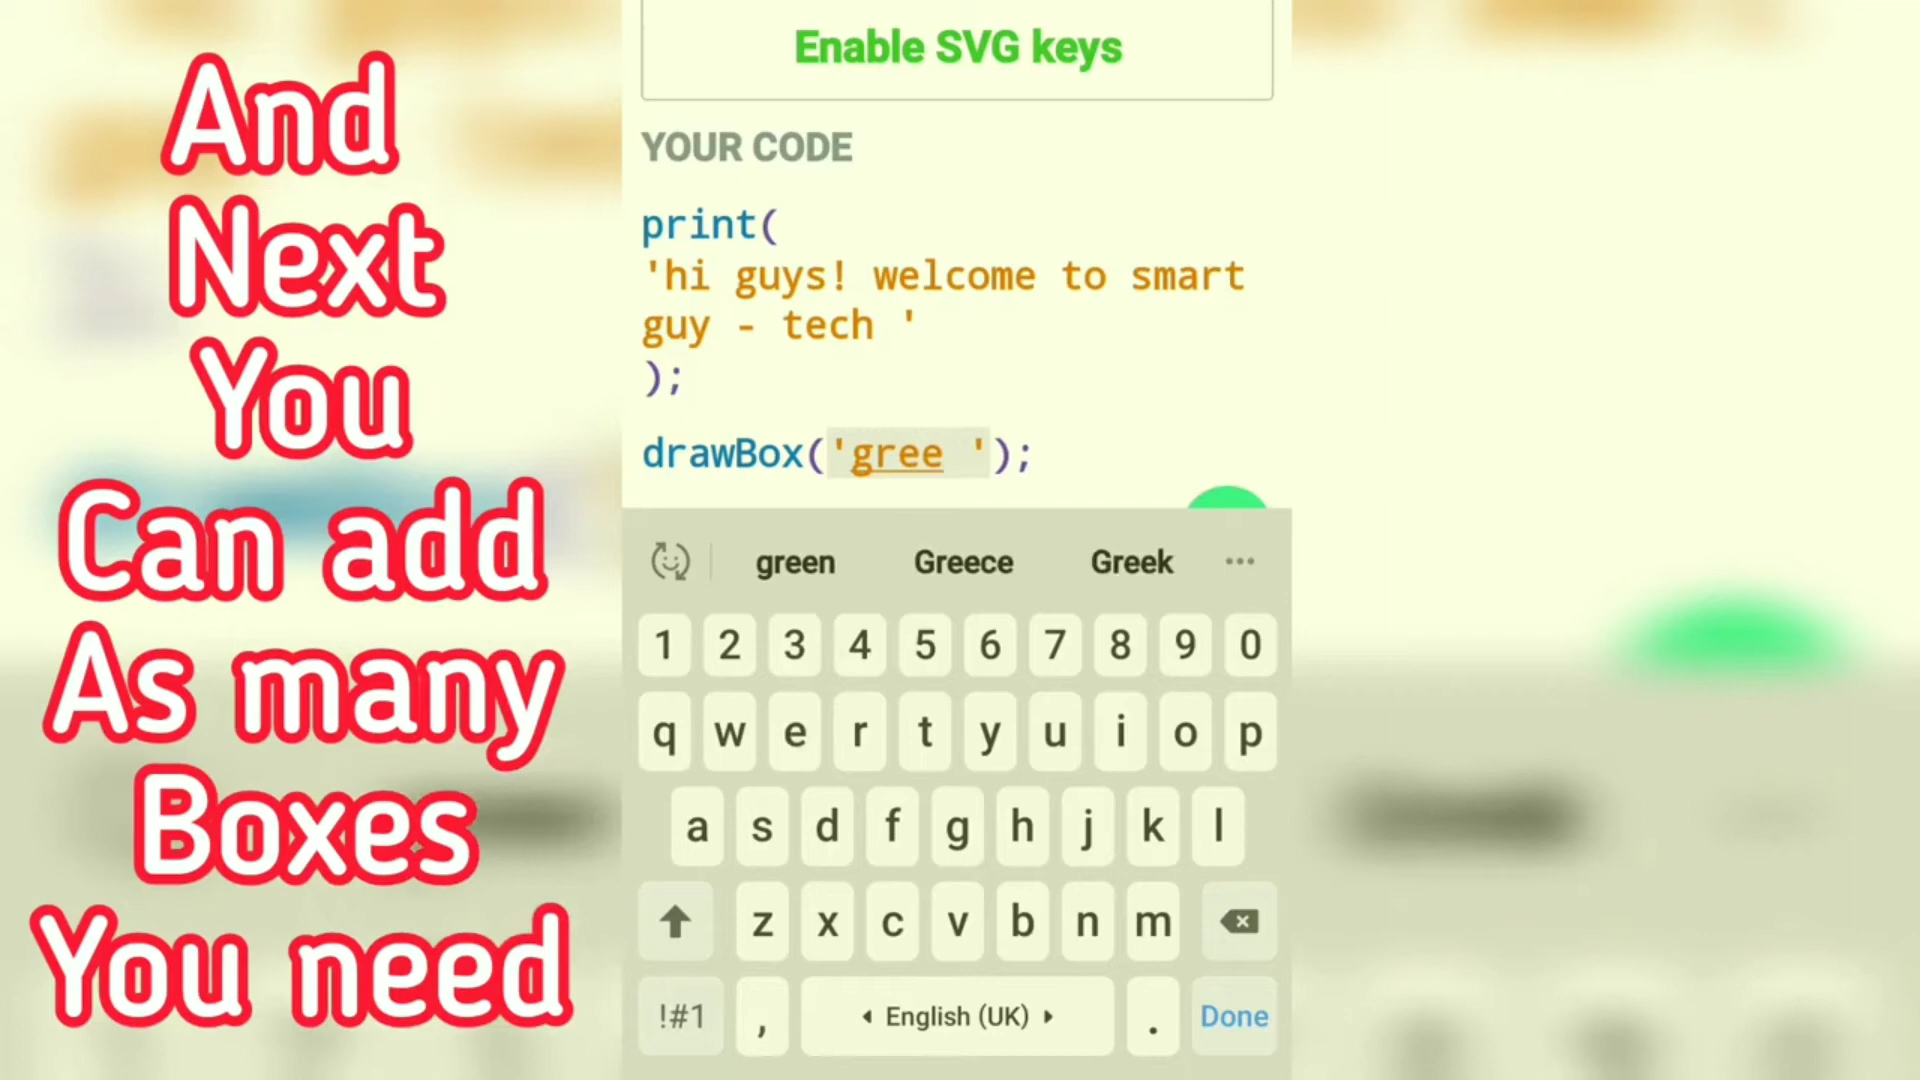 And
Next
You
Can add
As many
Boxes
You need
Enable SVG keys
YOUR CODE
print(
'hi guys! welcome to smart
guy - tech '
);
drawBox('gree ');
green Greece Greek ...
1 2 3 4 5 6 7 8 9 0
q w e r t y u i o p
a s d f g h j k l
z x c v b n m
!#1 , English (UK) . Done